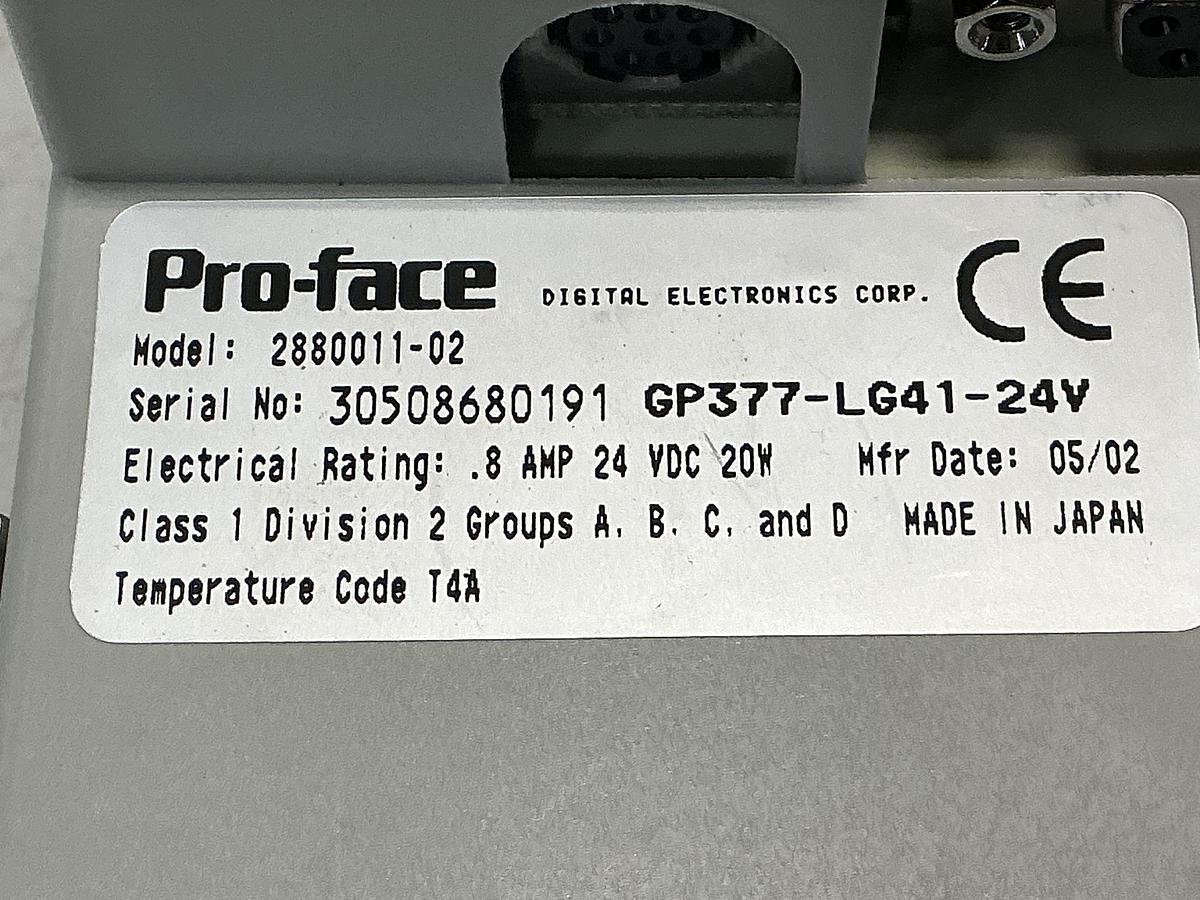 Pro-face DIGITAL ELECTRONICS CORP. CE
Model: 2880011-02
Serial No: 30508680191 GP377-LG41-24V
Electrical Rating: .8 AMP 24 VDC 20W Mfr Date: 05/02
Class 1 Division 2 Groups A, B, C, and D MADE IN JAPAN
Temperature Code T4A